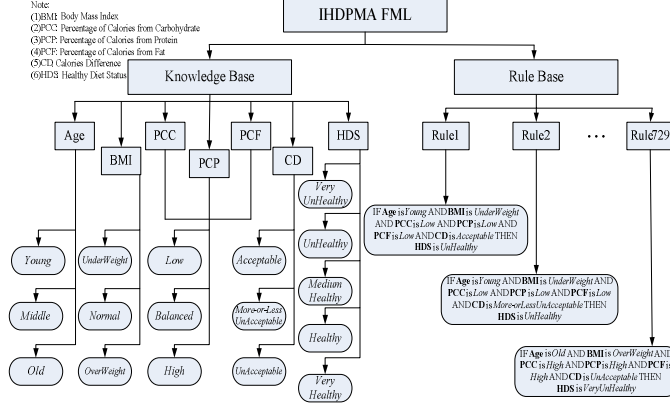 Note:
(1)BMI: Body Mass Index
(2)PCC: Percentage of Calories from Carbohydrate
(3)PCP: Percentage of Calories from Protein
(4)PCF: Percentage of Calories from Fat
(5)CD: Calories Difference
(6)HDS: Healthy Diet Status
IHDPMA FML
Knowledge Base
Rule Base
Age
BMI
PCC
PCP
PCF
CD
HDS
Rule1
Rule2
...
Rule729
Young
Middle
Old
UnderWeight
Normal
OverWeight
Low
Balanced
High
Acceptable
More-or-Less
UnAcceptable
UnAcceptable
Very
UnHealthy
UnHealthy
Medium
Healthy
Healthy
Very
Healthy
IF Age is Young AND BMI is UnderWeight
AND PCC is Low AND PCP is Low AND
PCF is Low AND CD is Acceptable THEN
HDS is UnHealthy
IF Age is Young AND BMI is UnderWeight AND
PCC is Low AND PCP is Low AND PCF is Low
AND CD is More-or-Less UnAcceptable THEN
HDS is UnHealthy
IF Age is Old AND BMI is OverWeight AND
PCC is High AND PCP is High AND PCF is
High AND CD is UnAcceptable THEN
HDS is VeryUnHealthy